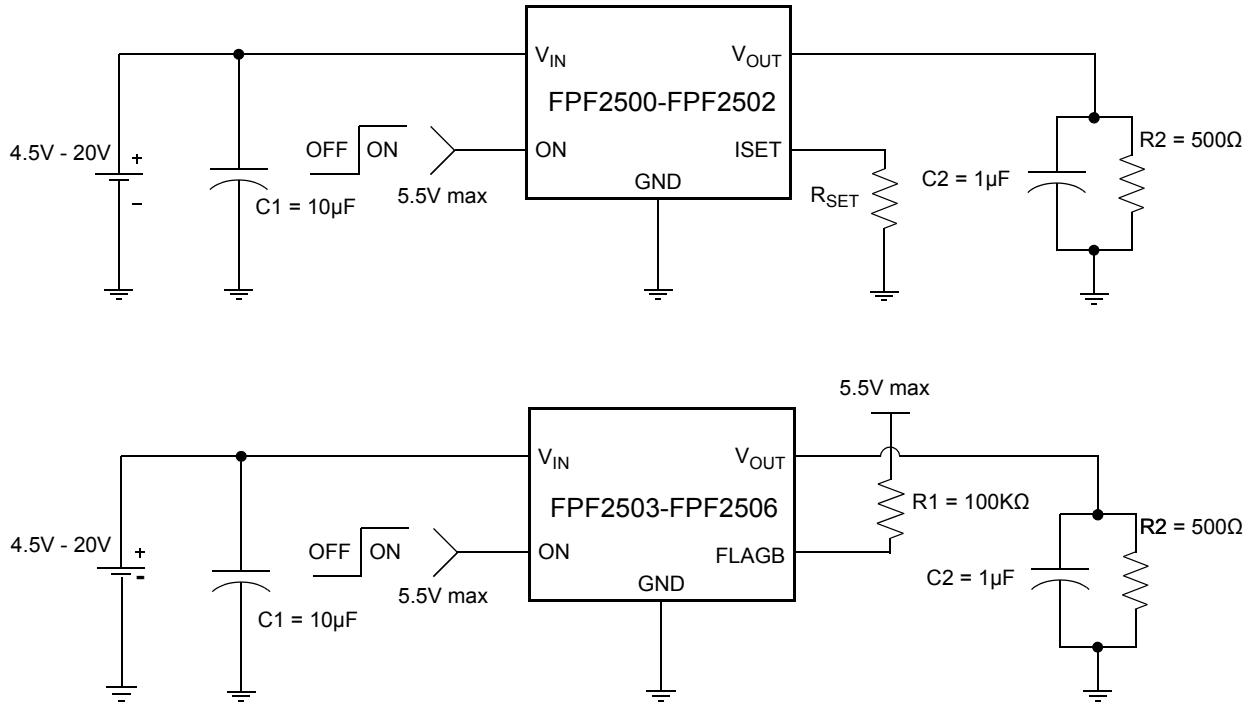 V_IN
V_OUT
FPF2500-FPF2502
4.5V - 20V
+
−
C1 = 10µF
OFF
ON
5.5V max
ON
ISET
GND
R_SET
C2 = 1µF
R2 = 500Ω
5.5V max
V_IN
V_OUT
FPF2503-FPF2506
R1 = 100KΩ
4.5V - 20V
+
-
C1 = 10µF
OFF
ON
5.5V max
ON
FLAGB
GND
C2 = 1µF
R2 = 500Ω